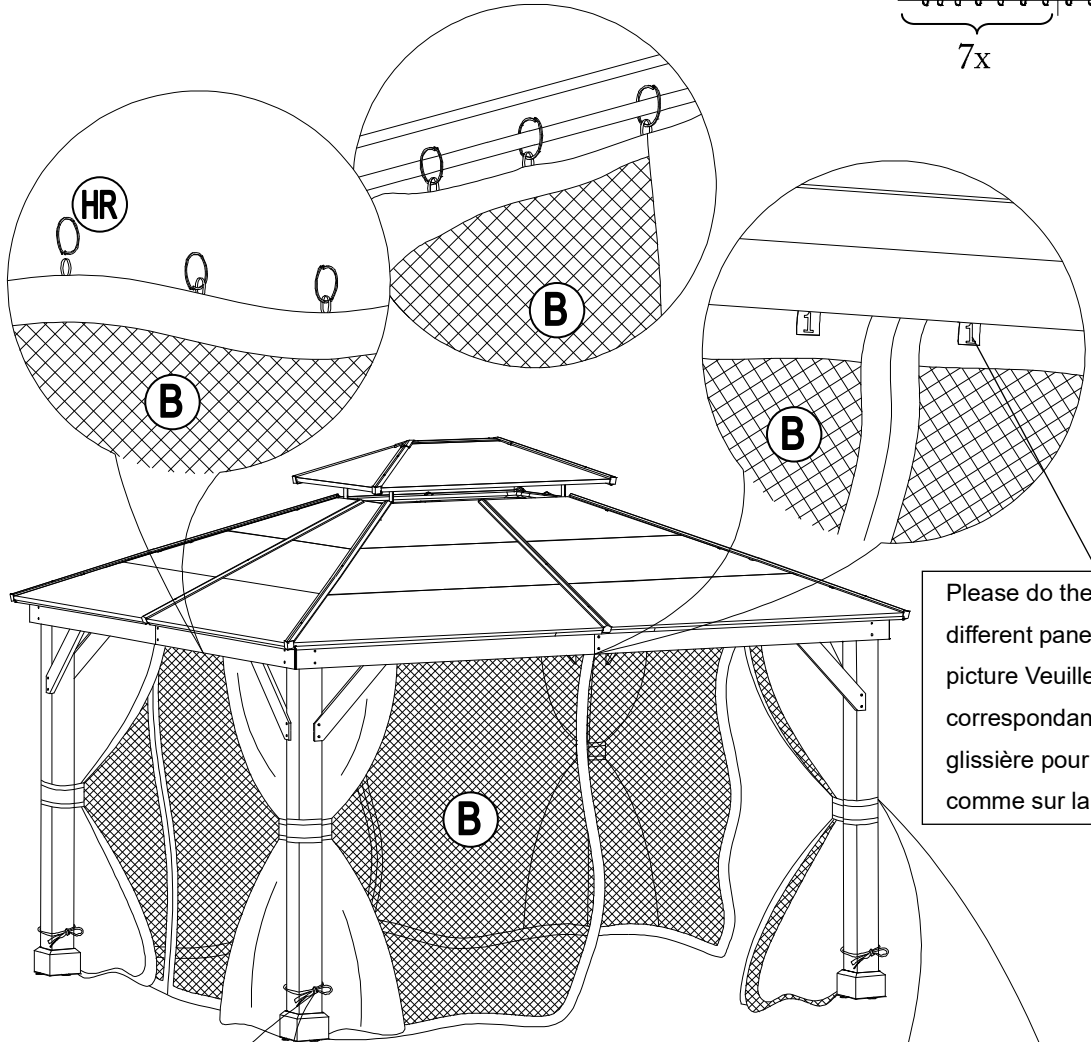 7x
HR
B
B
1
1
B
B
Please do the
different pane
picture Veuille
correspondan
glissière pour
comme sur la